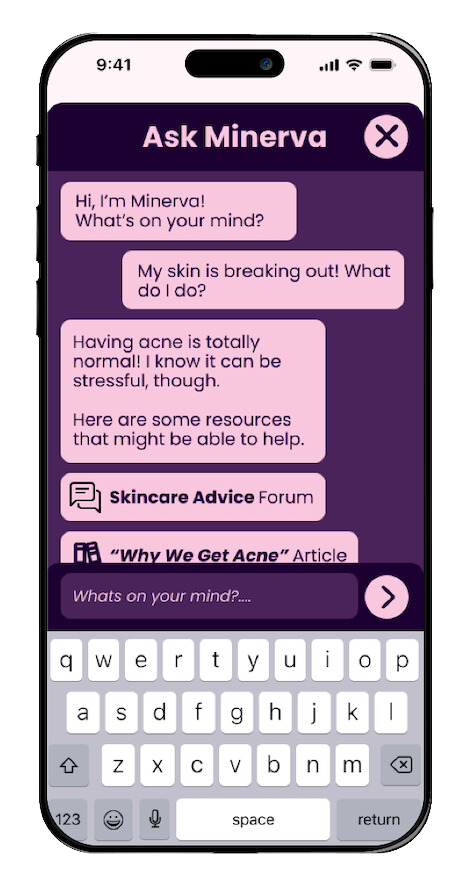 9:41
Ask Minerva
Hi, I’m Minerva!
What’s on your mind?
My skin is breaking out! What
do I do?
Having acne is totally
normal! I know it can be
stressful, though.
Here are some resources
that might be able to help.
Skincare Advice Forum
“Why We Get Acne” Article
Whats on your mind?....
q w e r t y u i o p
a s d f g h j k l
z x c v b n m
123 space return